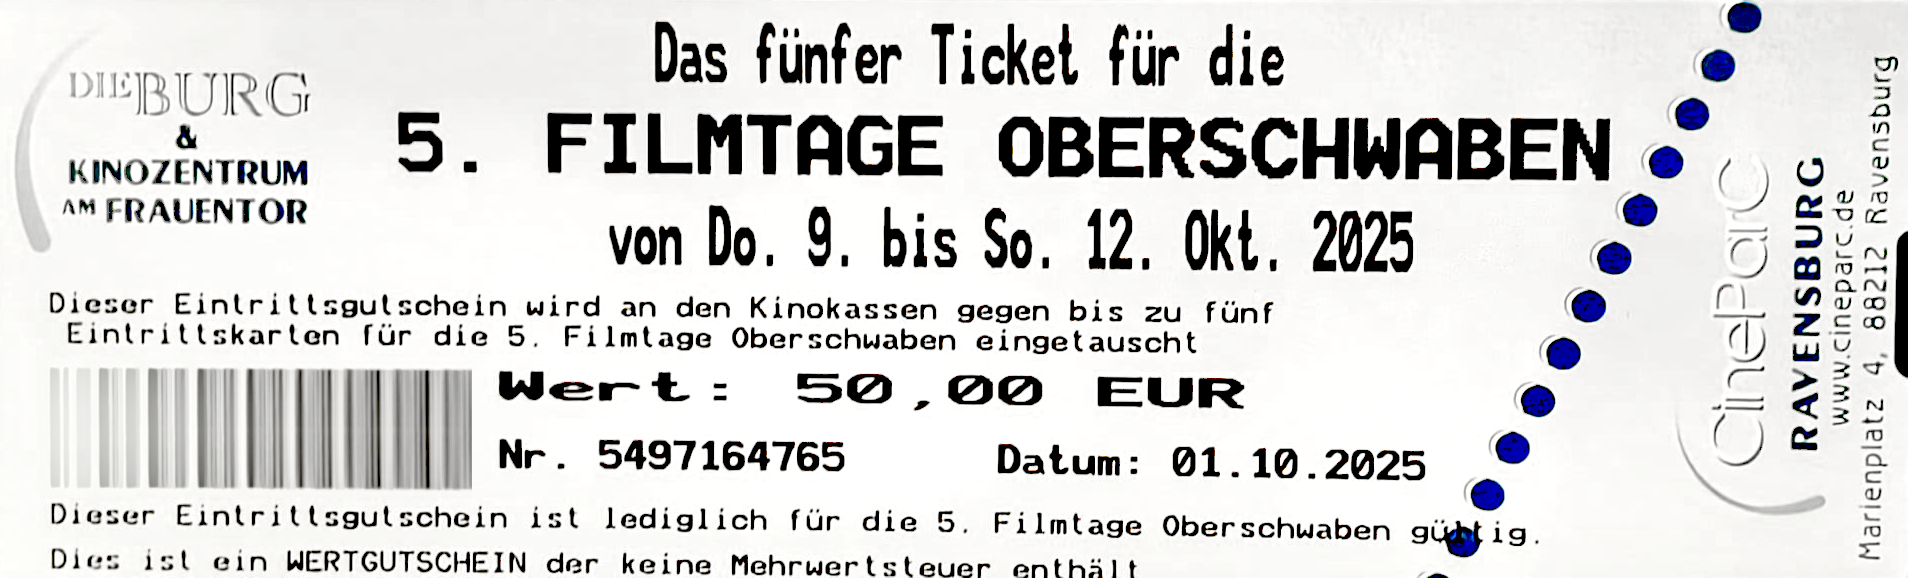 Das fünfer Ticket für die
5. FILMTAGE OBERSCHWABEN
von Do. 9. bis So. 12. Okt. 2025
DIE BURG
&
KINOZENTRUM
AM FRAUENTOR
Dieser Eintrittsgutschein wird an den Kinokassen gegen bis zu fünf
Eintrittskarten für die 5. Filmtage Oberschwaben eingetauscht
Wert: 50,00 EUR
Nr. 5497164765 Datum: 01.10.2025
Dieser Eintrittsgutschein ist lediglich für die 5. Filmtage Oberschwaben gültig.
Dies ist ein WERTGUTSCHEIN der keine Mehrwertsteuer enthält
CineParC
RAVENSBURG
www.cineparc.de
Marienplatz 4, 88212 Ravensburg